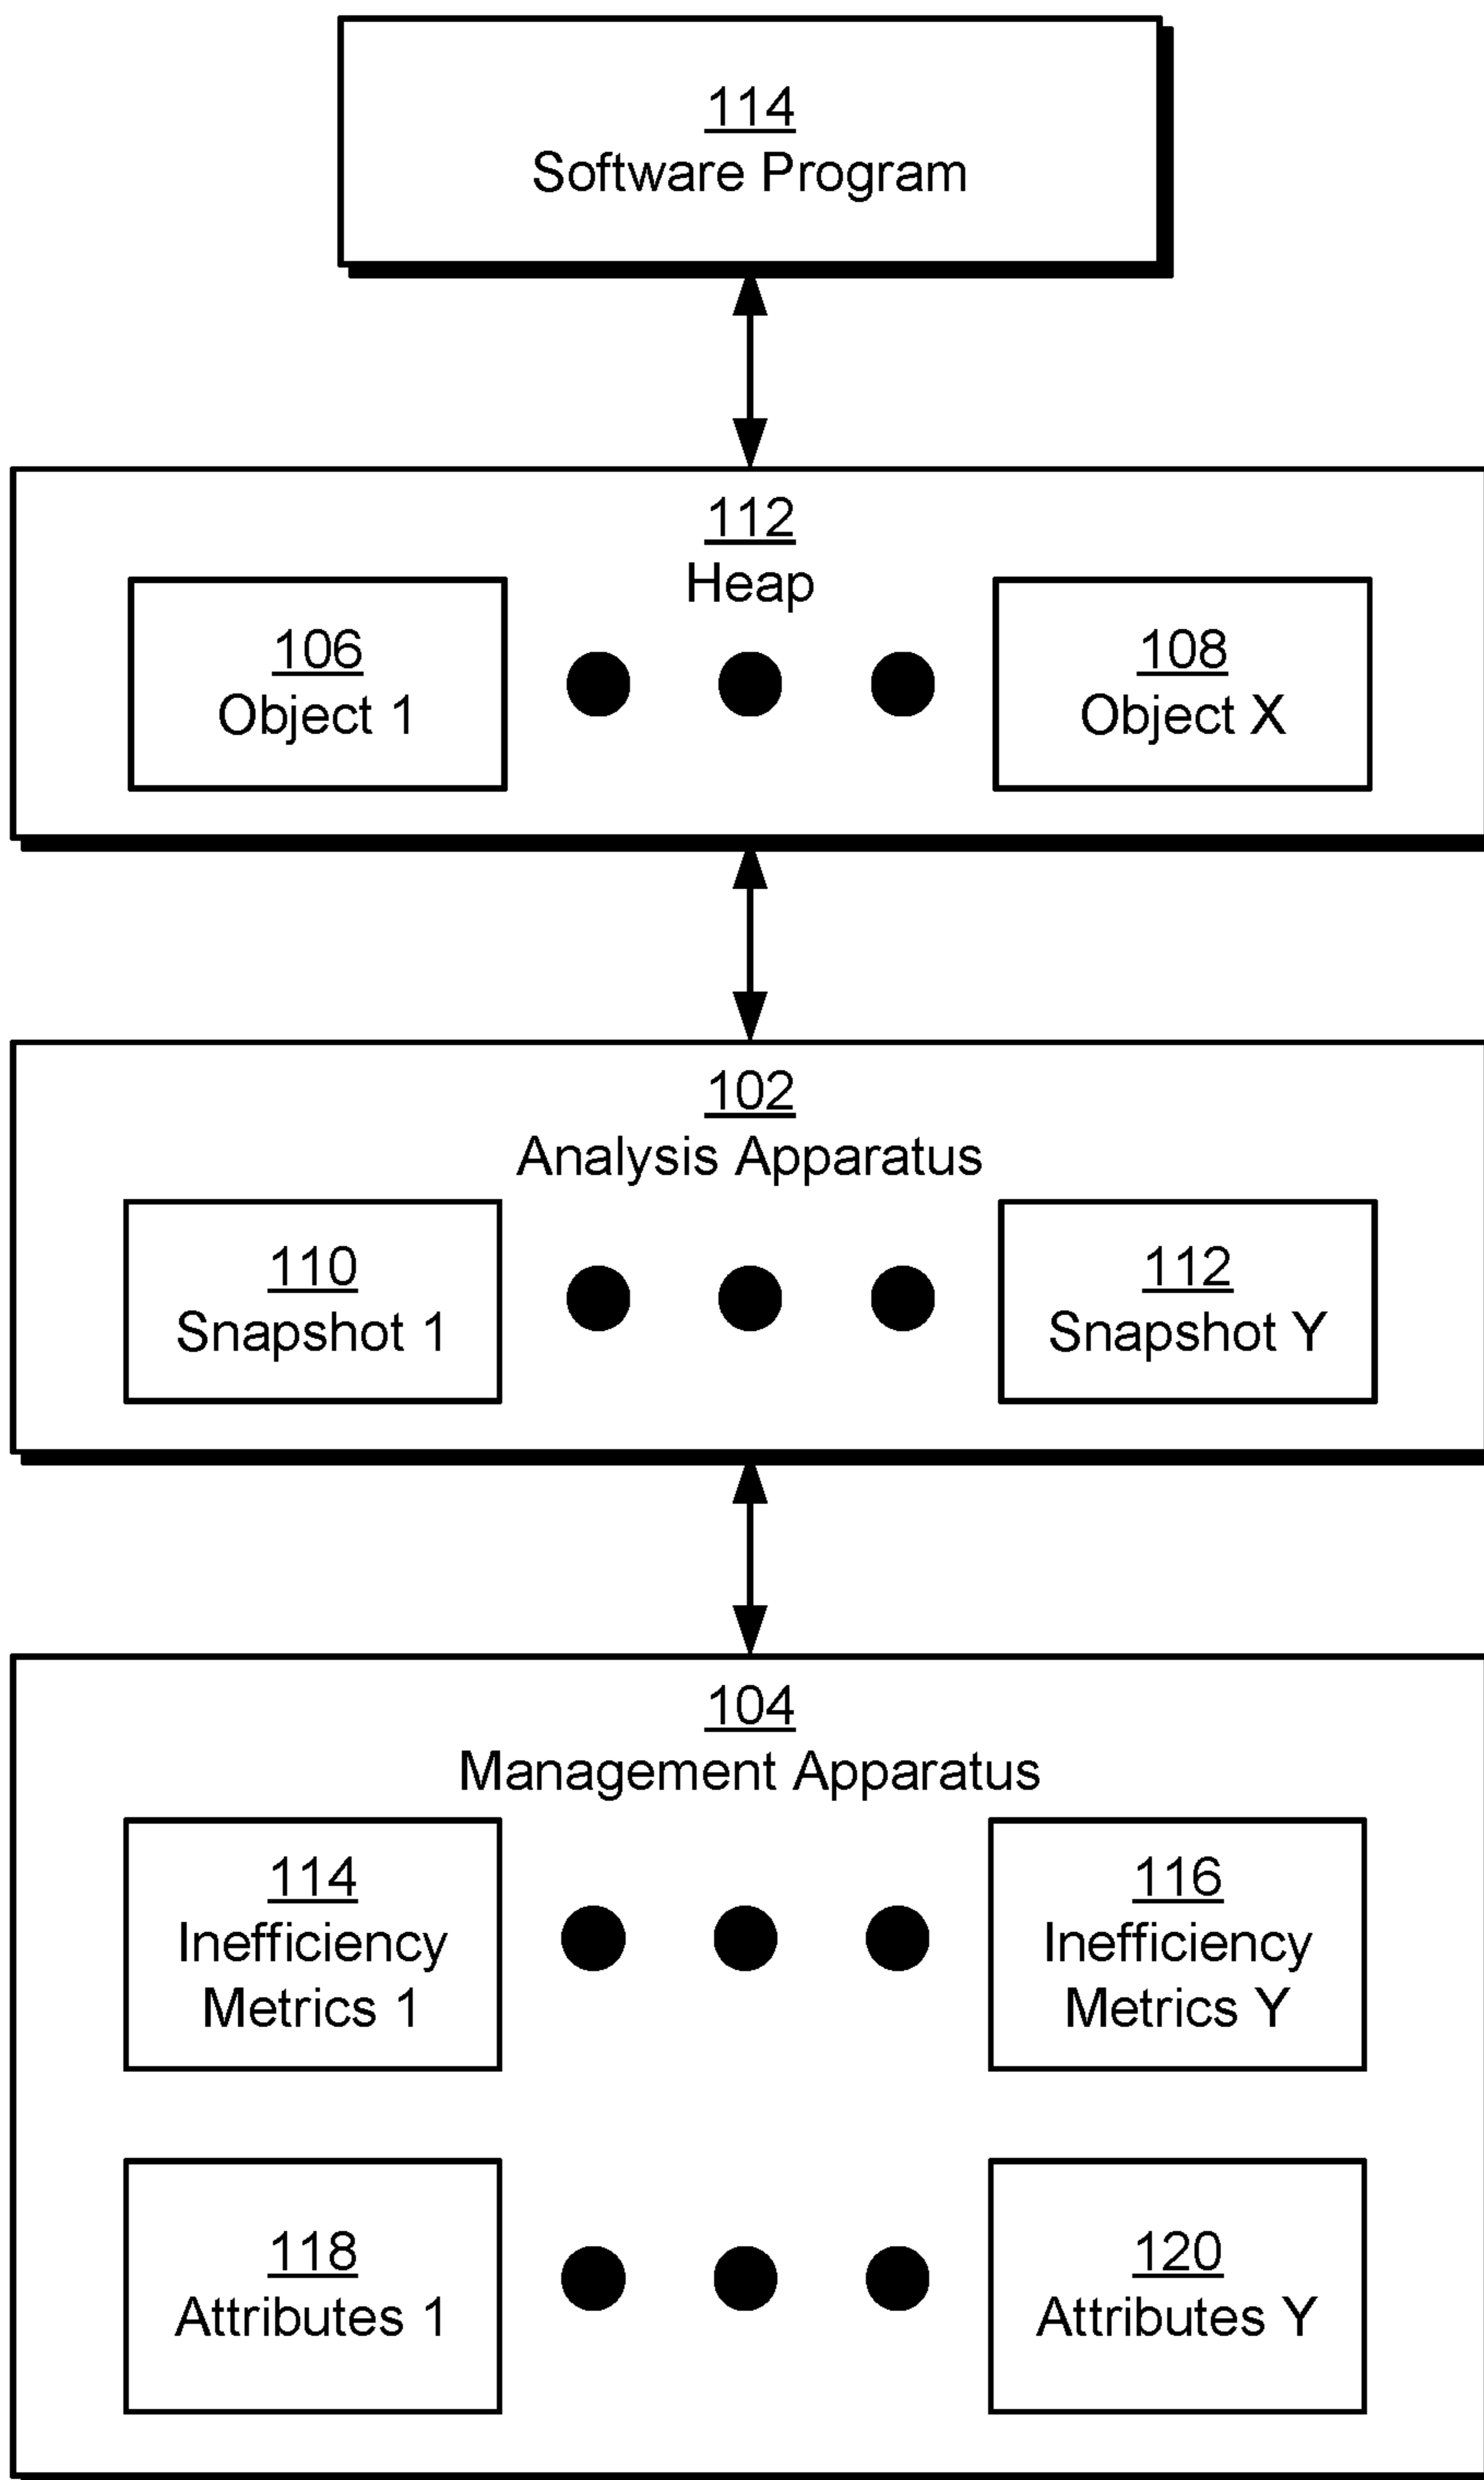 114
Software Program
112
Heap
106
Object 1
108
Object X
102
Analysis Apparatus
110
Snapshot 1
112
Snapshot Y
104
Management Apparatus
114
Inefficiency
Metrics 1
116
Inefficiency
Metrics Y
118
Attributes 1
120
Attributes Y